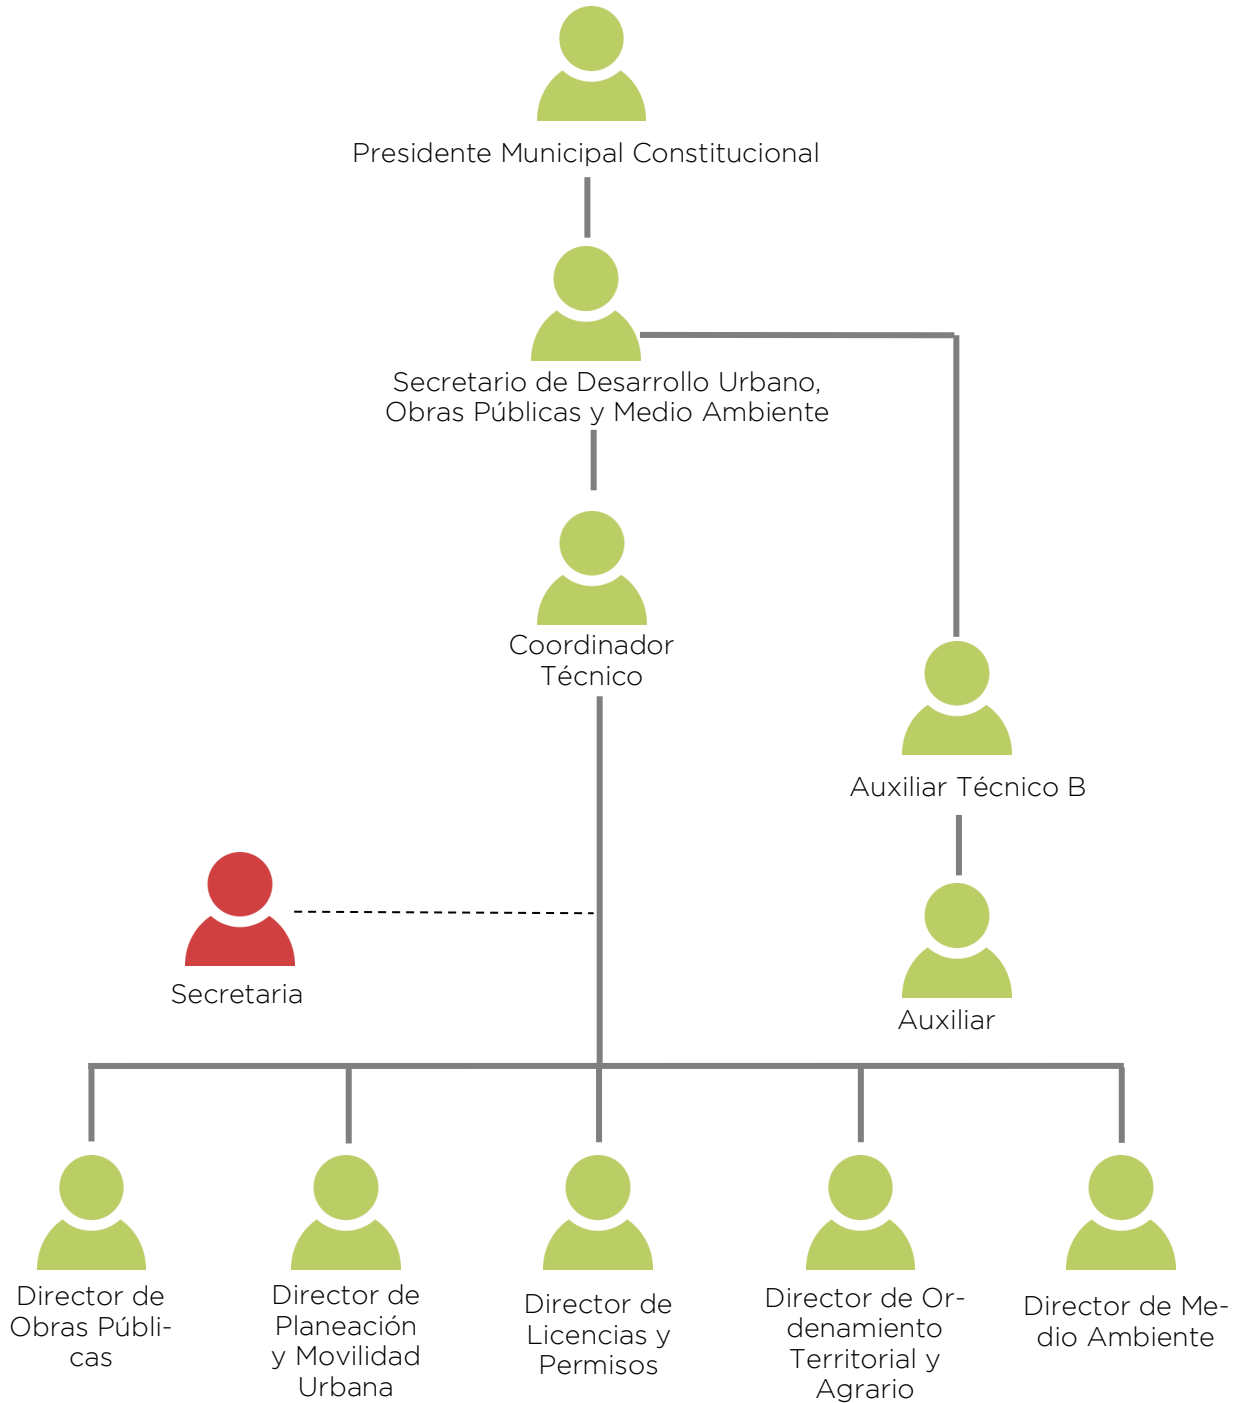 Presidente Municipal Constitucional
Secretario de Desarrollo Urbano,
Obras Públicas y Medio Ambiente
Coordinador
Técnico
Auxiliar Técnico B
Secretaria
Auxiliar
Director de
Obras Públi-
cas
Director de
Planeación
y Movilidad
Urbana
Director de
Licencias y
Permisos
Director de Or-
denamiento
Territorial y
Agrario
Director de Me-
dio Ambiente